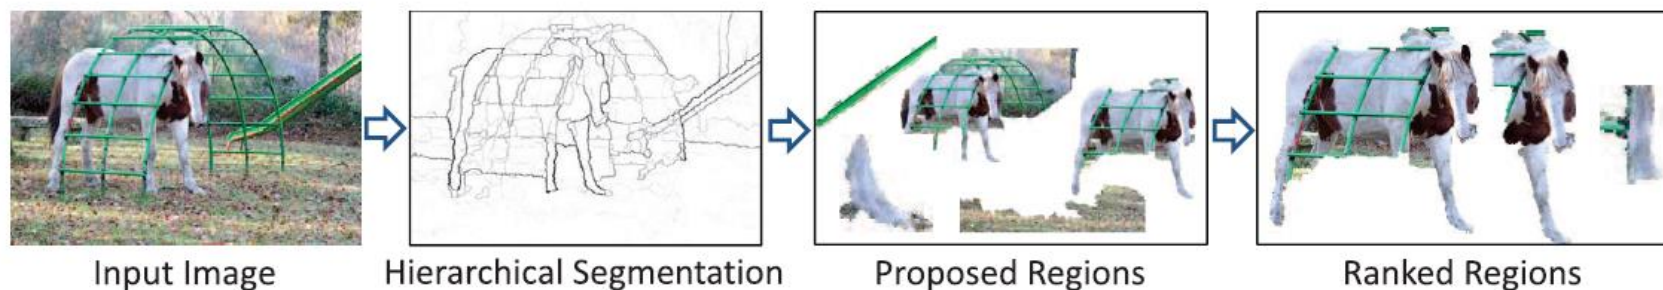 Input Image
Hierarchical Segmentation
Proposed Regions
Ranked Regions